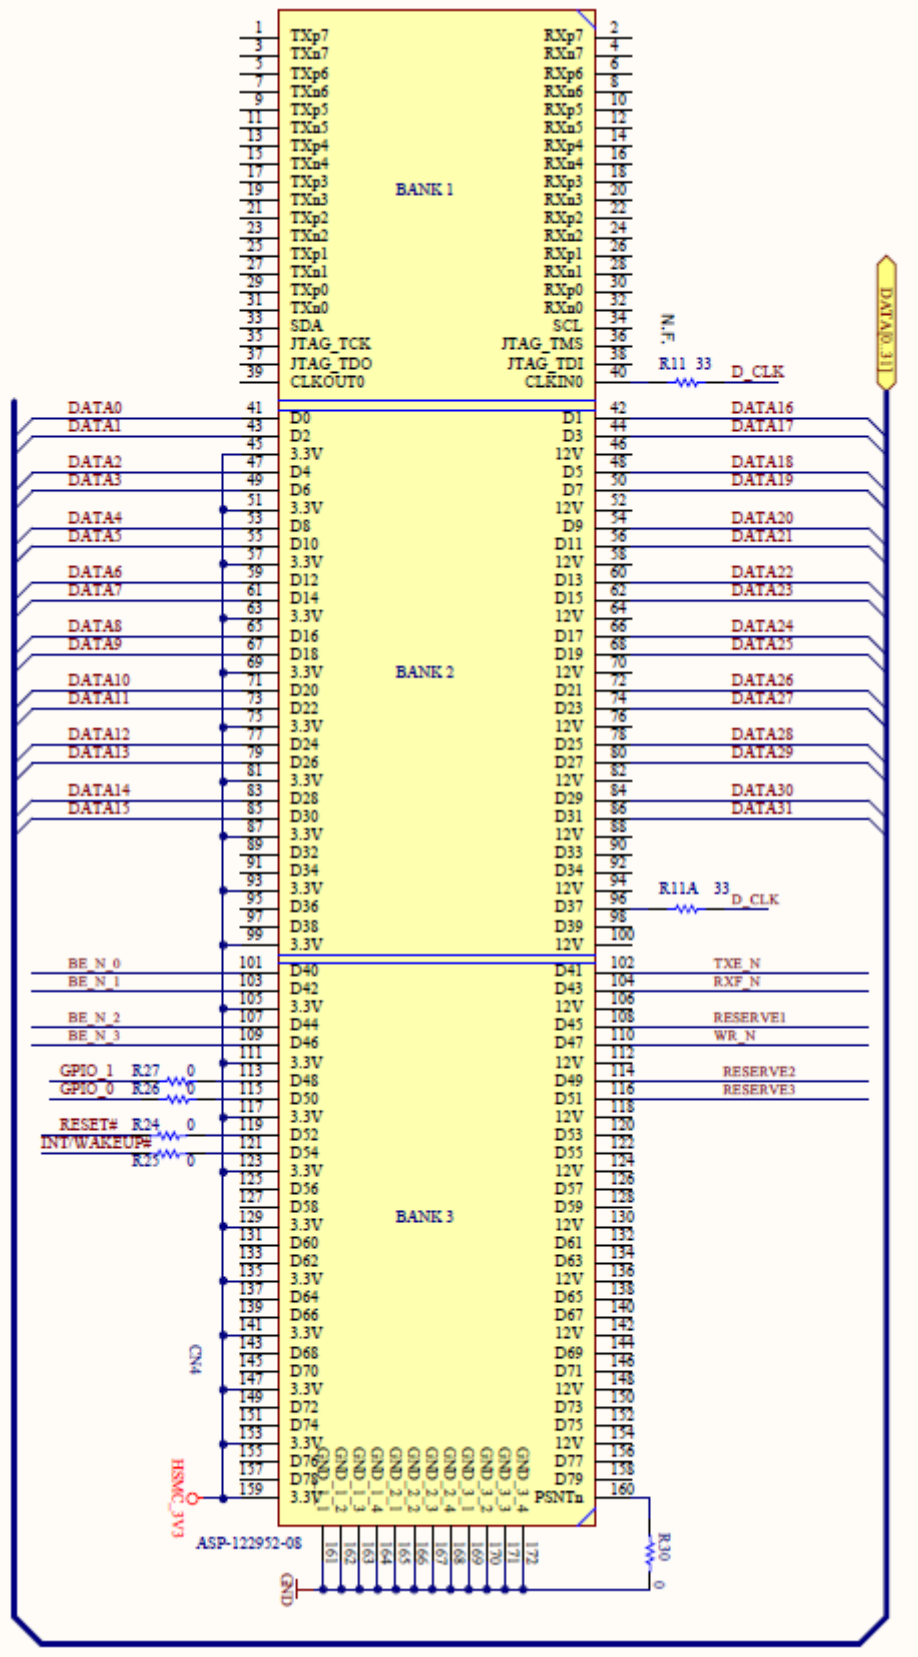 1 TXp7 RXp7 2
3 TXn7 RXn7 4
5 TXp6 RXp6 6
7 TXn6 RXn6 8
9 TXp5 RXp5 10
11 TXn5 RXn5 12
13 TXp4 RXp4 14
15 TXn4 RXn4 16
17 TXp3 RXp3 18
BANK 1
19 TXn3 RXn3 20
21 TXp2 RXp2 22
23 TXn2 RXn2 24
25 TXp1 RXp1 26
27 TXn1 RXn1 28
29 TXp0 RXp0 30
31 TXn0 RXn0 32
33 SDA SCL 34
35 JTAG_TCK JTAG_TMS 36
37 JTAG_TDO JTAG_TDI 38
39 CLKOUT0 CLKIN0 40 R11 33 D_CLK
N.F.
DATA[0..31]
DATA0 41 D0 D1 42 DATA16
DATA1 43 D2 D3 44 DATA17
45 3.3V 12V 46
DATA2 47 D4 D5 48 DATA18
DATA3 49 D6 D7 50 DATA19
51 3.3V 12V 52
DATA4 53 D8 D9 54 DATA20
DATA5 55 D10 D11 56 DATA21
57 3.3V 12V 58
DATA6 59 D12 D13 60 DATA22
DATA7 61 D14 D15 62 DATA23
63 3.3V 12V 64
DATA8 65 D16 D17 66 DATA24
DATA9 67 D18 D19 68 DATA25
69 3.3V BANK 2 12V 70
DATA10 71 D20 D21 72 DATA26
DATA11 73 D22 D23 74 DATA27
75 3.3V 12V 76
DATA12 77 D24 D25 78 DATA28
DATA13 79 D26 D27 80 DATA29
81 3.3V 12V 82
DATA14 83 D28 D29 84 DATA30
DATA15 85 D30 D31 86 DATA31
87 3.3V 12V 88
89 D32 D33 90
91 D34 D34 92
93 3.3V 12V 94
95 D36 D37 96 R11A 33 D_CLK
97 D38 D39 98
99 3.3V 12V 100
BE_N_0 101 D40 D41 102 TXE_N
BE_N_1 103 D42 D43 104 RXF_N
105 3.3V 12V 106
BE_N_2 107 D44 D45 108 RESERVE1
BE_N_3 109 D46 D47 110 WR_N
111 3.3V 12V 112
GPIO_1 R27 0 113 D48 D49 114 RESERVE2
GPIO_0 R26 0 115 D50 D51 116 RESERVE3
117 3.3V 12V 118
RESET# R24 0 119 D52 D53 120
INT/WAKEUP# R25 0 121 D54 D55 122
123 3.3V 12V 124
125 D56 D57 126
127 D58 D59 128
BANK 3
129 3.3V 12V 130
131 D60 D61 132
133 D62 D63 134
135 3.3V 12V 136
137 D64 D65 138
139 D66 D67 140
141 3.3V 12V 142
143 D68 D69 144
145 D70 D71 146
147 3.3V 12V 148
149 D72 D73 150
151 D74 D75 152
153 3.3V 12V 154
155 D76 D77 156
157 D78 D79 158
159 3.3V PSNTn 160
CN4
HSMC_3V3
ASP-122952-08
GND_1_1 161
GND_1_2 162
GND_1_3 163
GND_1_4 164
GND_2_1 165
GND_2_2 166
GND_2_3 167
GND_2_4 168
GND_3_1 169
GND_3_2 170
GND_3_3 171
GND_3_4 172
R30
0
GND